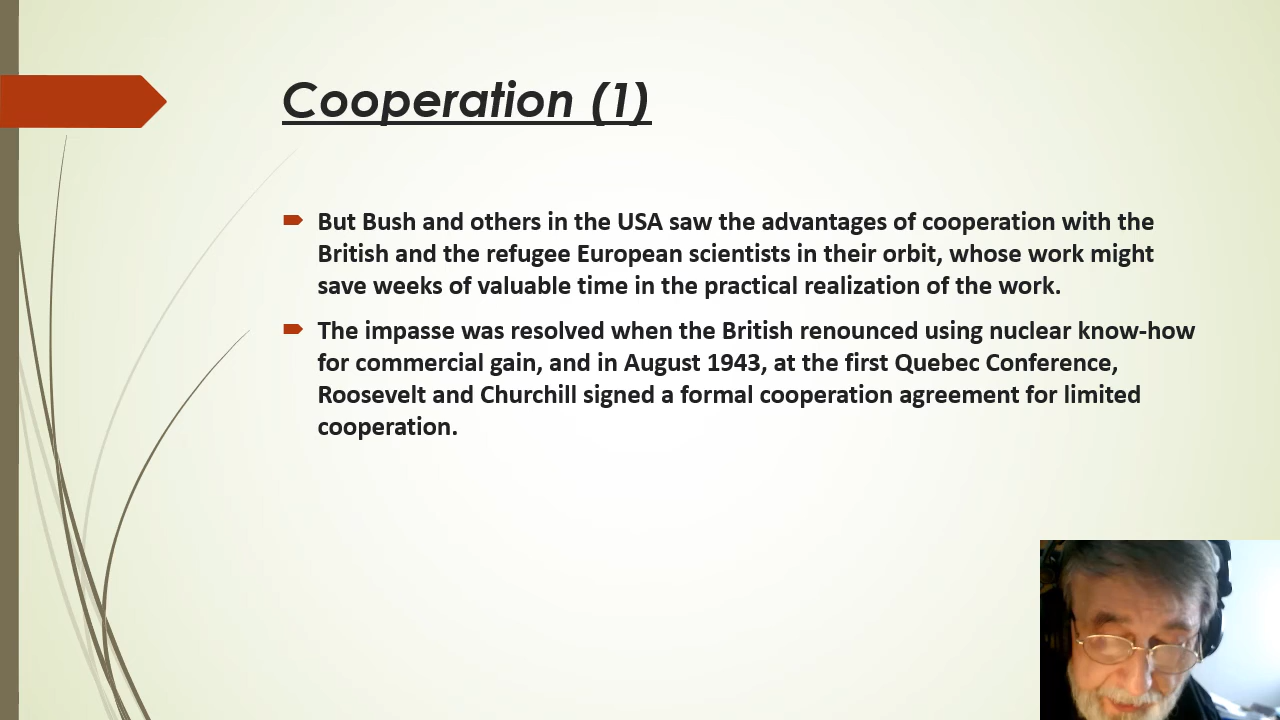 Cooperation (1)
But Bush and others in the USA saw the advantages of cooperation with the
British and the refugee European scientists in their orbit, whose work might
save weeks of valuable time in the practical realization of the work.
The impasse was resolved when the British renounced using nuclear know-how
for commercial gain, and in August 1943, at the first Quebec Conference,
Roosevelt and Churchill signed a formal cooperation agreement for limited
cooperation.